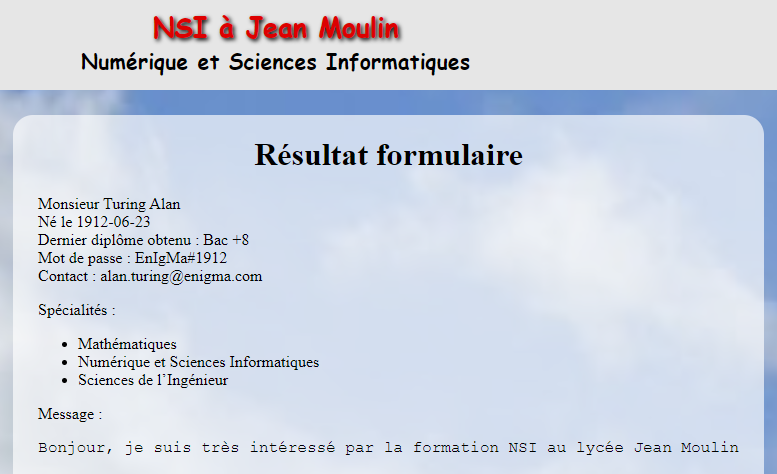 NSI à Jean Moulin
Numérique et Sciences Informatiques
Résultat formulaire
Monsieur Turing Alan
Né le 1912-06-23
Dernier diplôme obtenu : Bac +8
Mot de passe : EnIgMa#1912
Contact : alan.turing@enigma.com
Spécialités :
Mathématiques
Numérique et Sciences Informatiques
Sciences de l'Ingénieur
Message :
Bonjour, je suis très intéressé par la formation NSI au lycée Jean Moulin